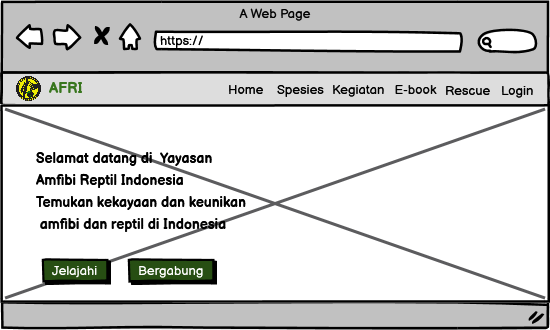 A Web Page
https://
AFRI Home Spesies Kegiatan E-book Rescue Login
Selamat datang di Yayasan
Amfibi Reptil Indonesia
Temukan kekayaan dan keunikan
amfibi dan reptil di Indonesia
Jelajahi Bergabung